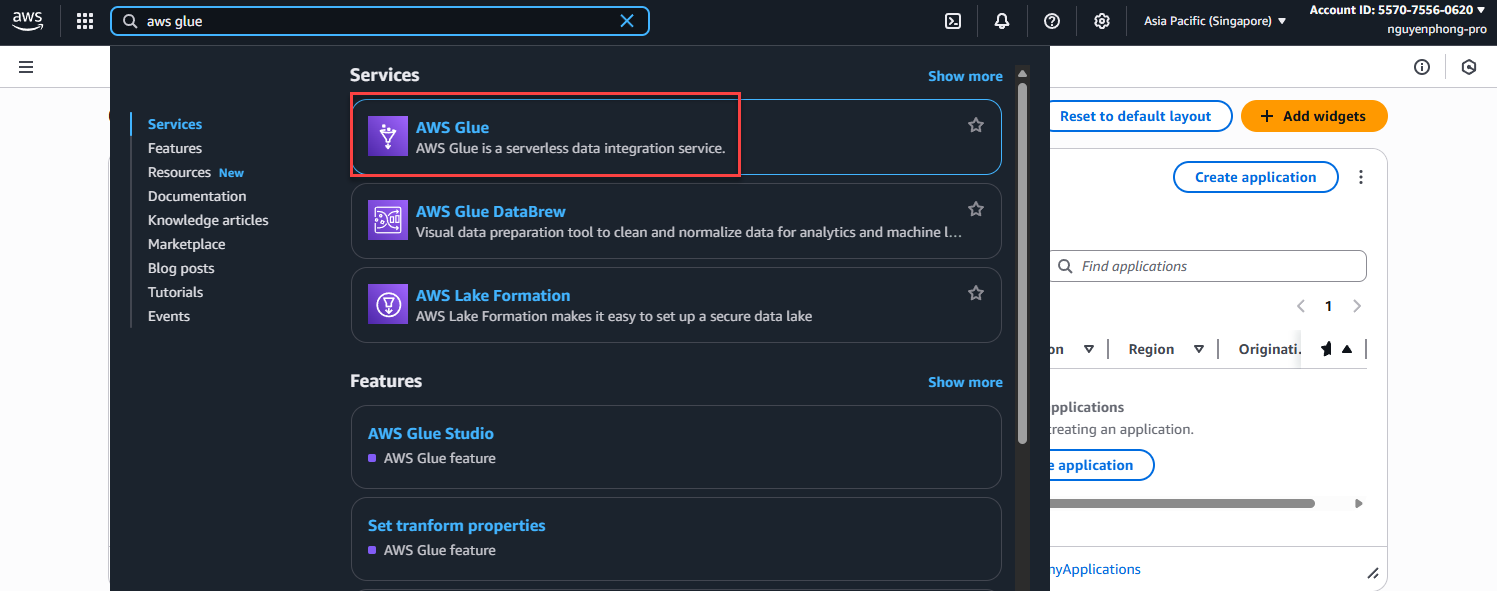 aws
aws glue
Asia Pacific (Singapore)
Account ID: 5570-7556-0620
nguyenphong-pro
Services
Features
Resources New
Documentation
Knowledge articles
Marketplace
Blog posts
Tutorials
Events
Services
Show more
AWS Glue
AWS Glue is a serverless data integration service.
AWS Glue DataBrew
Visual data preparation tool to clean and normalize data for analytics and machine l…
AWS Lake Formation
AWS Lake Formation makes it easy to set up a secure data lake
Features
Show more
AWS Glue Studio
AWS Glue feature
Set tranform properties
AWS Glue feature
Reset to default layout
+ Add widgets
Create application
Find applications
1
on
Region
Originati.
pplications
reating an application.
e application
myApplications